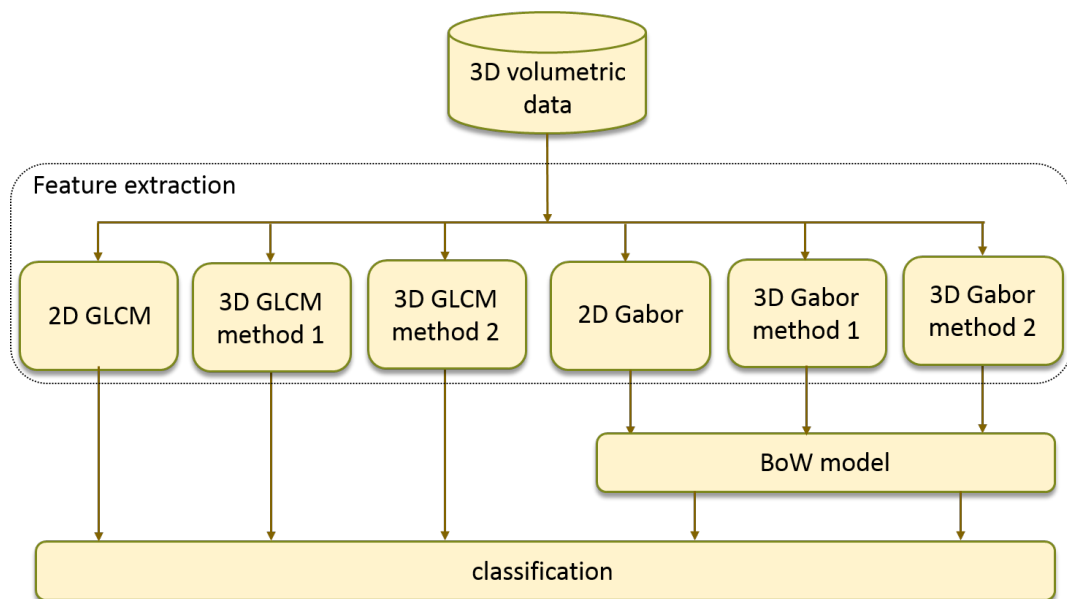 3D volumetric
data
Feature extraction
2D GLCM
3D GLCM
method 1
3D GLCM
method 2
2D Gabor
3D Gabor
method 1
3D Gabor
method 2
BoW model
classification